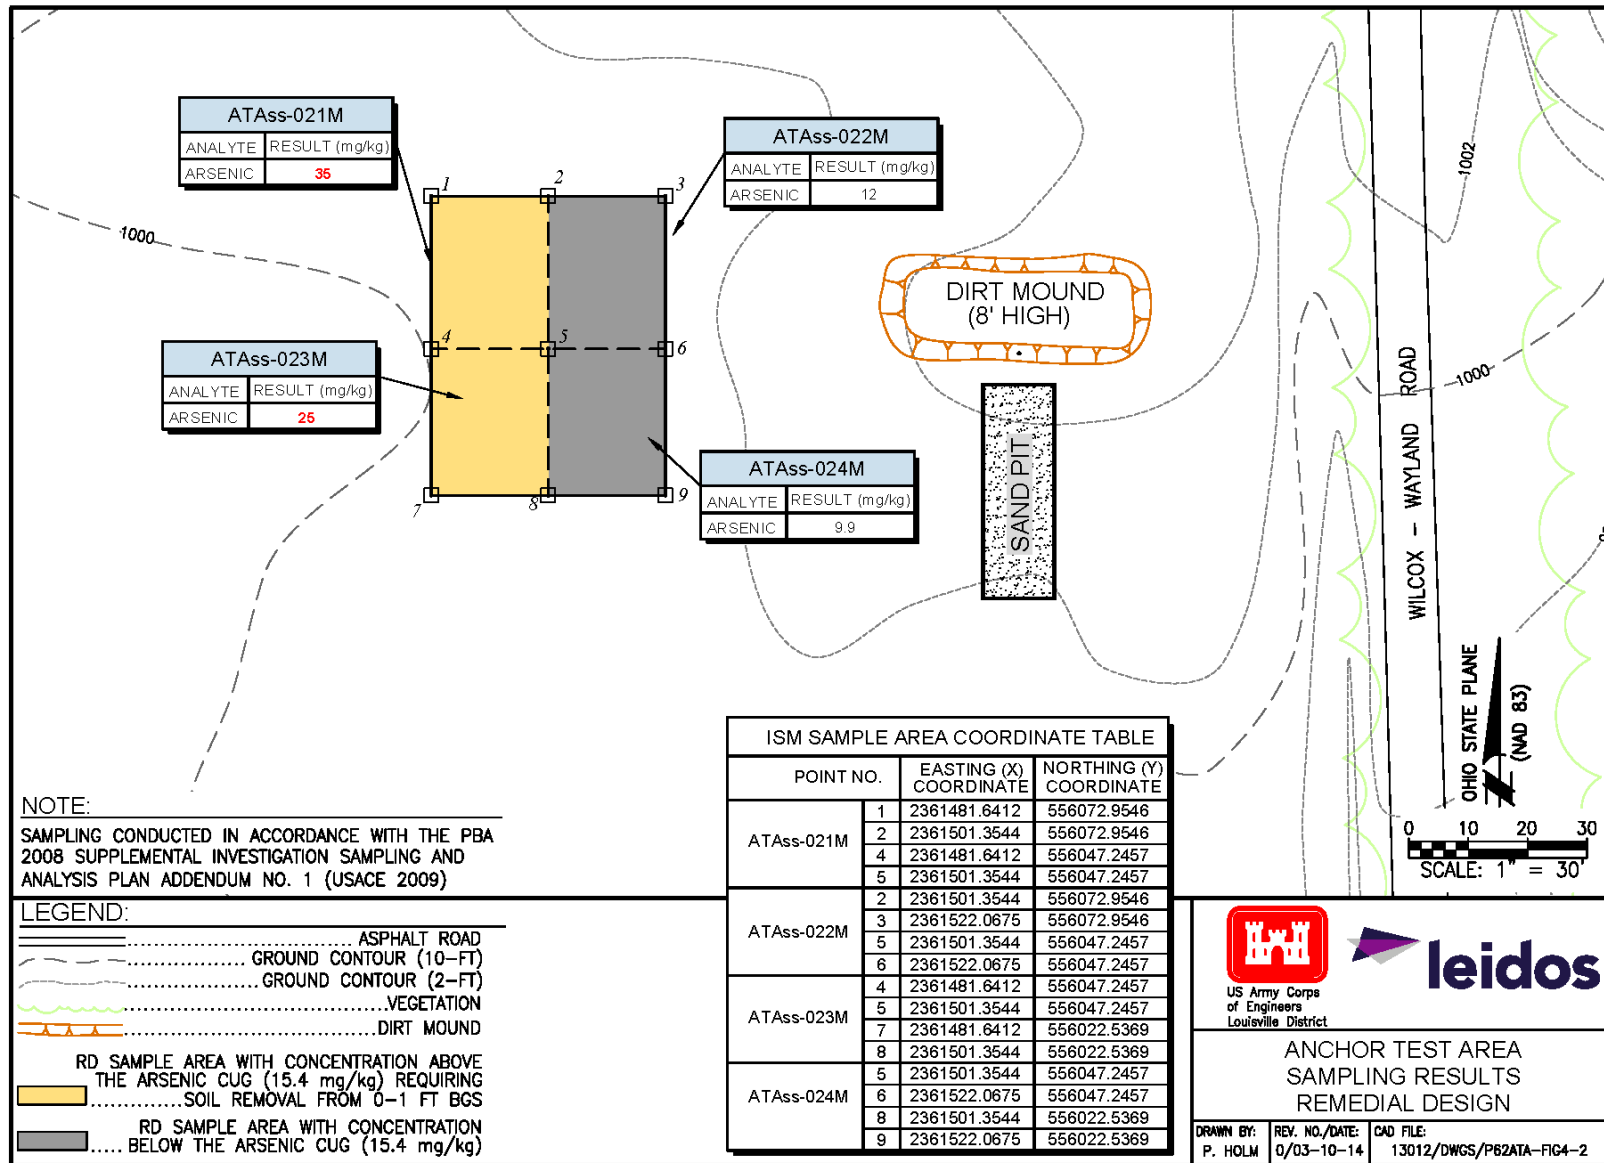 ATAss-021M
ANALYTE RESULT (mg/kg)
ARSENIC 35
ATAss-022M
ANALYTE RESULT (mg/kg)
ARSENIC 12
1 2 3
1000
1002
DIRT MOUND
(8' HIGH)
4 5 6
ATAss-023M
ANALYTE RESULT (mg/kg)
ARSENIC 25
1000
WILCOX - WAYLAND ROAD
SAND PIT
ATAss-024M
ANALYTE RESULT (mg/kg)
ARSENIC 9.9
7 8 9
OHIO STATE PLANE
(NAD 83)
0 10 20 30
SCALE: 1" = 30'
ISM SAMPLE AREA COORDINATE TABLE
POINT NO. EASTING (X) COORDINATE NORTHING (Y) COORDINATE
ATAss-021M
1 2361481.6412 556072.9546
2 2361501.3544 556072.9546
4 2361481.6412 556047.2457
5 2361501.3544 556047.2457
ATAss-022M
2 2361501.3544 556072.9546
3 2361522.0675 556072.9546
5 2361501.3544 556047.2457
6 2361522.0675 556047.2457
ATAss-023M
4 2361481.6412 556047.2457
5 2361501.3544 556047.2457
7 2361481.6412 556022.5369
8 2361501.3544 556022.5369
ATAss-024M
5 2361501.3544 556047.2457
6 2361522.0675 556047.2457
8 2361501.3544 556022.5369
9 2361522.0675 556022.5369
NOTE:
SAMPLING CONDUCTED IN ACCORDANCE WITH THE PBA
2008 SUPPLEMENTAL INVESTIGATION SAMPLING AND
ANALYSIS PLAN ADDENDUM NO. 1 (USACE 2009)
LEGEND:
ASPHALT ROAD
GROUND CONTOUR (10-FT)
GROUND CONTOUR (2-FT)
VEGETATION
DIRT MOUND
RD SAMPLE AREA WITH CONCENTRATION ABOVE
THE ARSENIC CUG (15.4 mg/kg) REQUIRING
SOIL REMOVAL FROM 0-1 FT BGS
RD SAMPLE AREA WITH CONCENTRATION
BELOW THE ARSENIC CUG (15.4 mg/kg)
US Army Corps
of Engineers
Louisville District
leidos
ANCHOR TEST AREA
SAMPLING RESULTS
REMEDIAL DESIGN
DRAWN BY:
P. HOLM
REV. NO./DATE:
0/03-10-14
CAD FILE:
13012/DWGS/P62ATA-FIG4-2